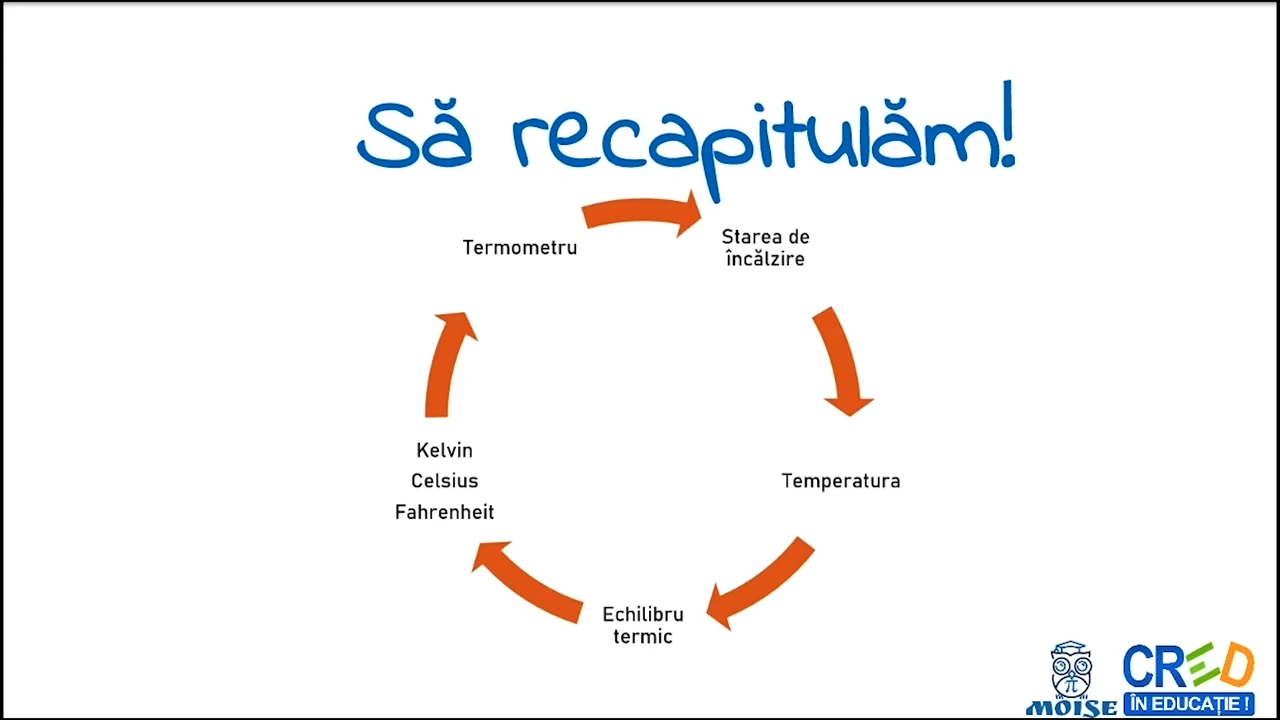 Să recapitulăm!
Termometru
Starea de
încălzire
Temperatura
Echilibru
termic
Kelvin
Celsius
Fahrenheit
π
MOISE
CRED
ÎN EDUCAȚIE !